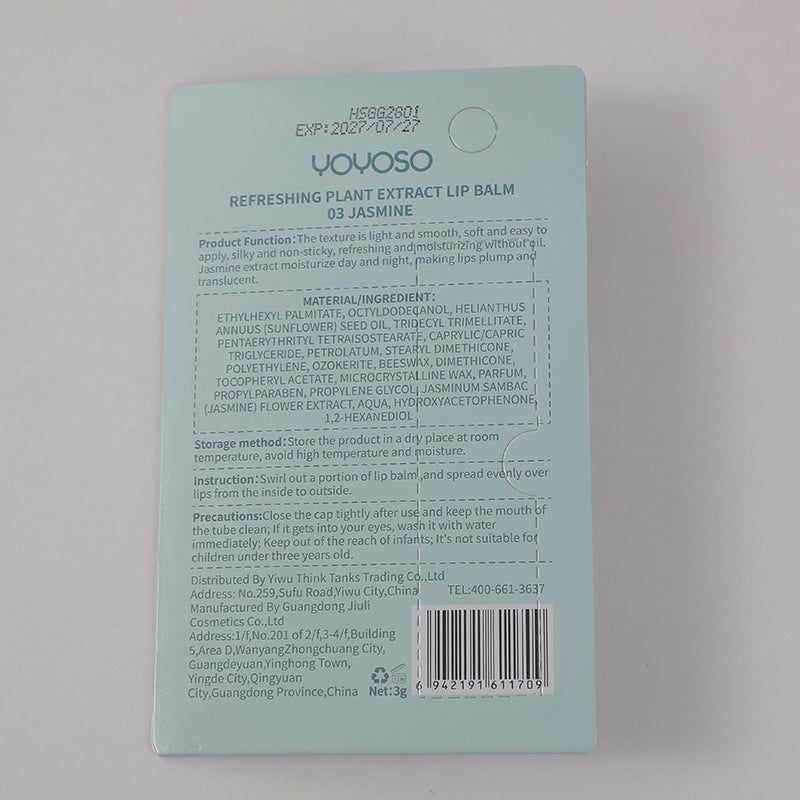 HSGG2801
EXP:2027/07/27
YOYOSO
REFRESHING PLANT EXTRACT LIP BALM
03 JASMINE
Product Function:The texture is light and smooth, soft and easy to
apply, silky and non-sticky, refreshing and moisturizing without oil.
Jasmine extract moisturize day and night, making lips plump and
translucent.
MATERIAL/INGREDIENT:
ETHYLHEXYL PALMITATE, OCTYLDODECANOL, HELIANTHUS
ANNUUS (SUNFLOWER) SEED OIL, TRIDECYL TRIMELLITATE,
PENTAERYTHRITYL TETRAISOSTEARATE, CAPRYLIC/CAPRIC
TRIGLYCERIDE, PETROLATUM, STEARYL DIMETHICONE,
POLYETHYLENE, OZOKERITE, BEESWAX, DIMETHICONE,
TOCOPHERYL ACETATE, MICROCRYSTALLINE WAX, PARFUM,
PROPYLPARABEN, PROPYLENE GLYCOL, JASMINUM SAMBAC
(JASMINE) FLOWER EXTRACT, AQUA, HYDROXYACETOPHENONE,
1,2-HEXANEDIOL
Storage method:Store the product in a dry place at room
temperature, avoid high temperature and moisture.
Instruction:Swirl out a portion of lip balm ,and spread evenly over
lips from the inside to outside.
Precautions:Close the cap tightly after use and keep the mouth of
the tube clean; If it gets into your eyes, wash it with water
immediately; Keep out of the reach of infants; It's not suitable for
children under three years old.
Distributed By Yiwu Think Tanks Trading Co.,Ltd
Address: No.259,Sufu Road,Yiwu City,China TEL:400-661-3637
Manufactured By Guangdong Jiuli
Cosmetics Co.,Ltd
Address:1/f,No.201 of 2/f,3-4/f,Building
5,Area D,WanyangZhongchuang City,
Guangdeyuan,Yinghong Town,
Yingde City,Qingyuan
City,Guangdong Province,China
Net:3g
6 942191 611709